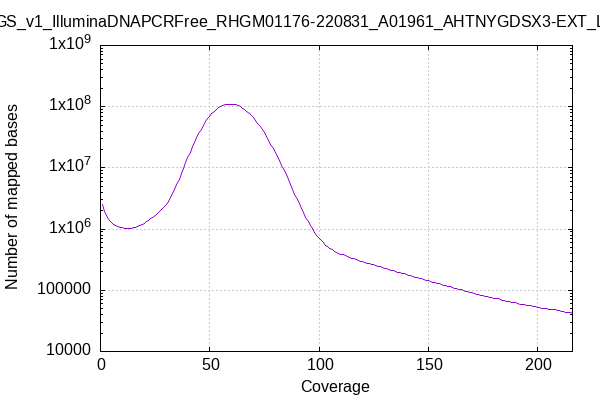 GS_v1_IlluminaDNAPCRFree_RHGM01176-220831_A01961_AHTNYGDSX3-EXT_L
1x10^9
1x10^8
1x10^7
1x10^6
100000
10000
Number of mapped bases
0 50 100 150 200
Coverage